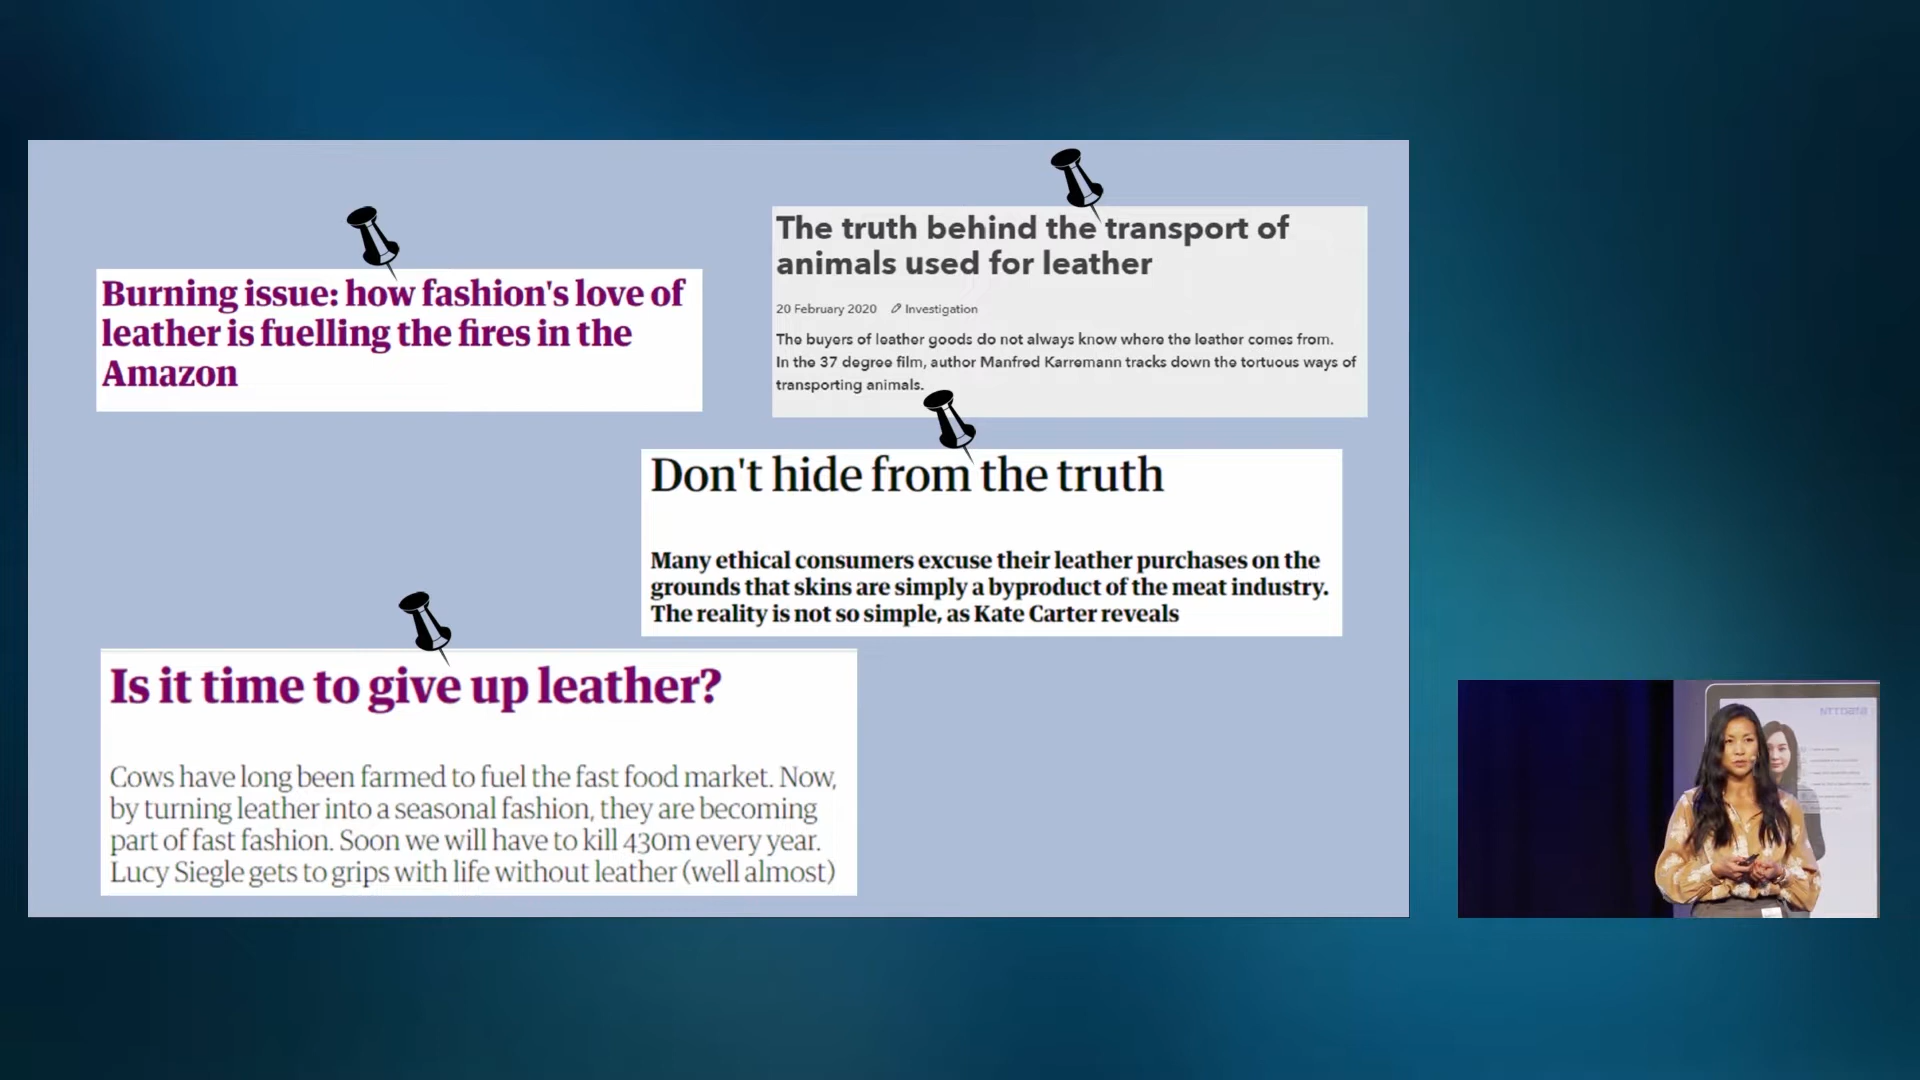 Burning issue: how fashion's love of
leather is fuelling the fires in the
Amazon
The truth behind the transport of
animals used for leather
20 February 2020 Investigation
The buyers of leather goods do not always know where the leather comes from.
In the 37 degree film, author Manfred Karremann tracks down the tortuous ways of
transporting animals.
Don't hide from the truth
Many ethical consumers excuse their leather purchases on the
grounds that skins are simply a byproduct of the meat industry.
The reality is not so simple, as Kate Carter reveals
Is it time to give up leather?
Cows have long been farmed to fuel the fast food market. Now,
by turning leather into a seasonal fashion, they are becoming
part of fast fashion. Soon we will have to kill 430m every year.
Lucy Siegle gets to grips with life without leather (well almost)
NTT DATA